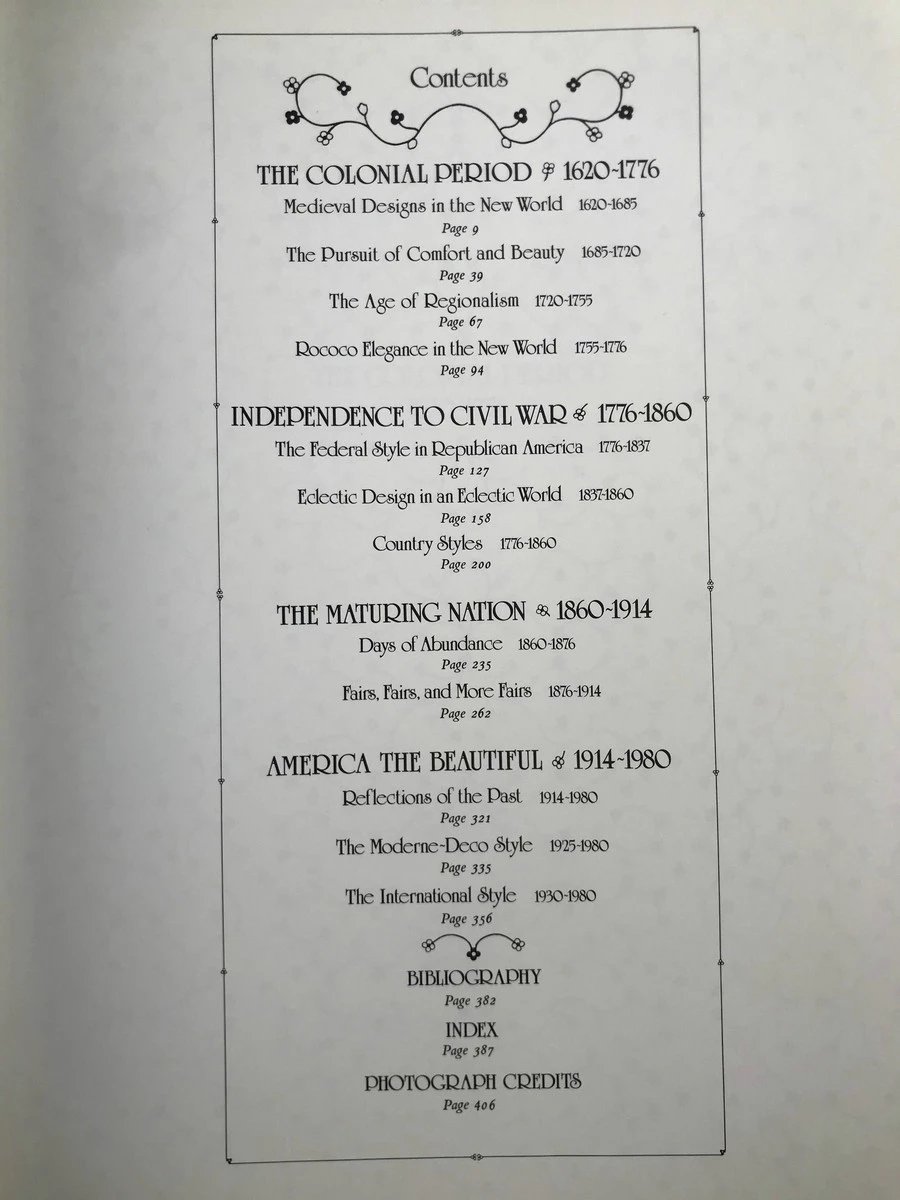 Contents
THE COLONIAL PERIOD 1620~1776
Medieval Designs in the New World 1620-1685
Page 9
The Pursuit of Comfort and Beauty 1685-1720
Page 39
The Age of Regionalism 1720-1755
Page 67
Rococo Elegance in the New World 1755-1776
Page 94
INDEPENDENCE TO CIVIL WAR 1776~1860
The Federal Style in Republican America 1776-1837
Page 127
Eclectic Design in an Eclectic World 1837-1860
Page 158
Country Styles 1776-1860
Page 200
THE MATURING NATION 1860~1914
Days of Abundance 1860-1876
Page 235
Fairs, Fairs, and More Fairs 1876-1914
Page 262
AMERICA THE BEAUTIFUL 1914~1980
Reflections of the Past 1914-1980
Page 321
The Moderne-Deco Style 1925-1980
Page 335
The International Style 1930-1980
Page 356
BIBLIOGRAPHY
Page 382
INDEX
Page 387
PHOTOGRAPH CREDITS
Page 406